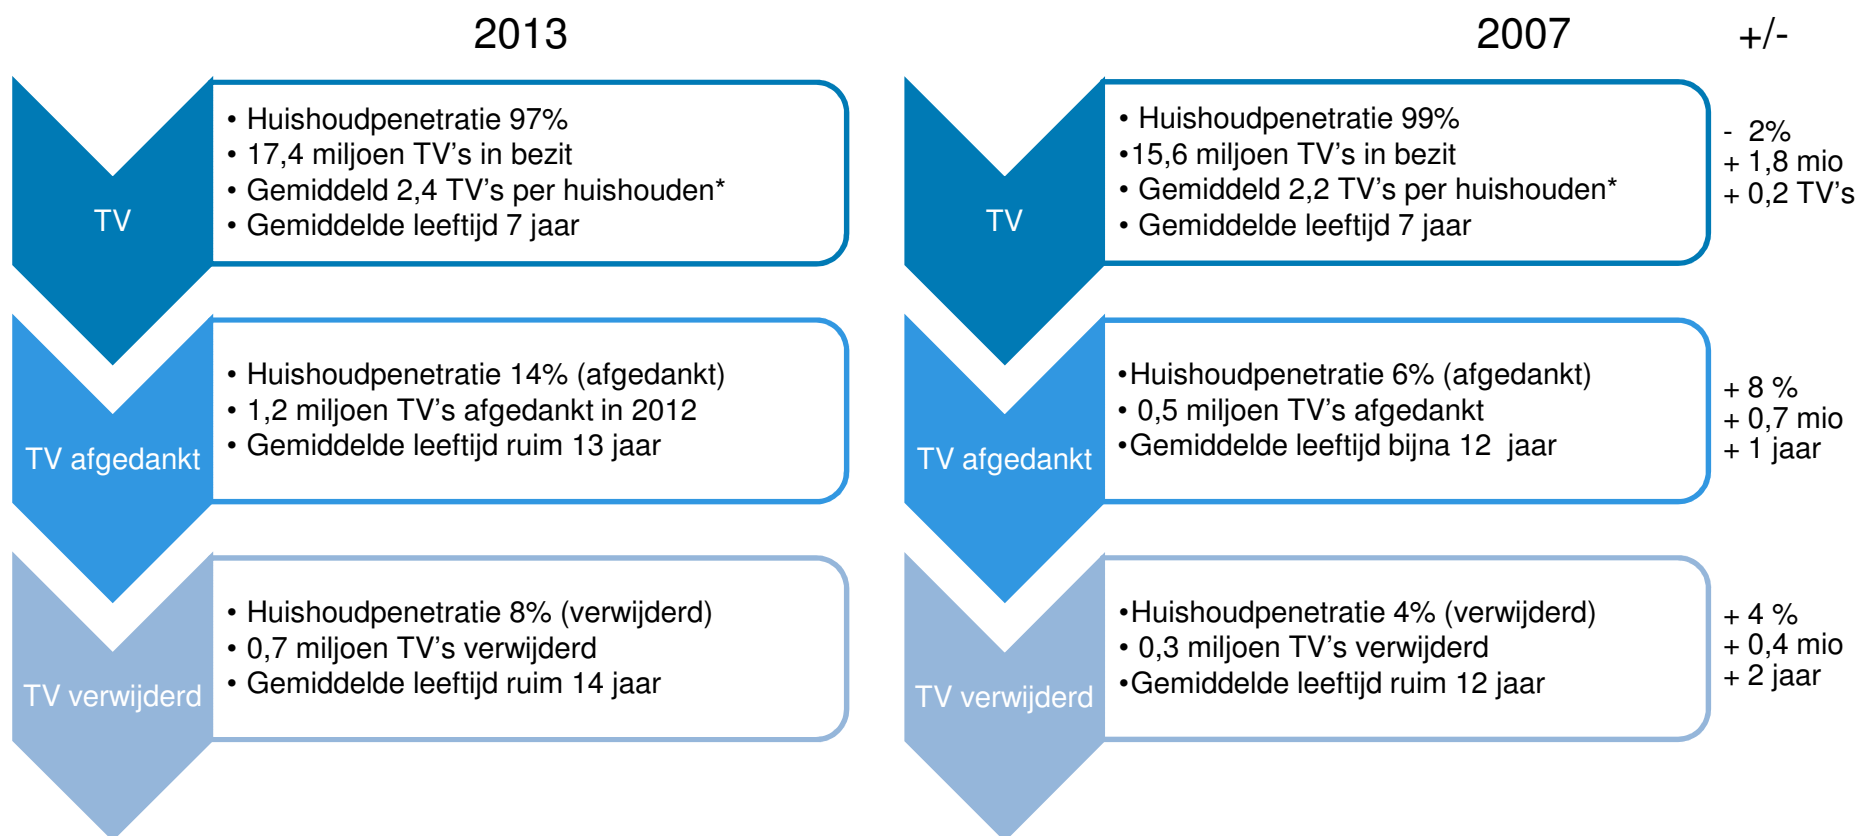 2013
2007
+/-
TV
• Huishoudpenetratie 97%
• 17,4 miljoen TV’s in bezit
• Gemiddeld 2,4 TV’s per huishouden*
• Gemiddelde leeftijd 7 jaar
TV
• Huishoudpenetratie 99%
•15,6 miljoen TV’s in bezit
• Gemiddeld 2,2 TV’s per huishouden*
• Gemiddelde leeftijd 7 jaar
- 2%
+ 1,8 mio
+ 0,2 TV’s
TV afgedankt
• Huishoudpenetratie 14% (afgedankt)
• 1,2 miljoen TV’s afgedankt in 2012
• Gemiddelde leeftijd ruim 13 jaar
TV afgedankt
•Huishoudpenetratie 6% (afgedankt)
• 0,5 miljoen TV’s afgedankt
•Gemiddelde leeftijd bijna 12 jaar
+ 8 %
+ 0,7 mio
+ 1 jaar
TV verwijderd
• Huishoudpenetratie 8% (verwijderd)
• 0,7 miljoen TV’s verwijderd
• Gemiddelde leeftijd ruim 14 jaar
TV verwijderd
•Huishoudpenetratie 4% (verwijderd)
• 0,3 miljoen TV’s verwijderd
•Gemiddelde leeftijd ruim 12 jaar
+ 4 %
+ 0,4 mio
+ 2 jaar